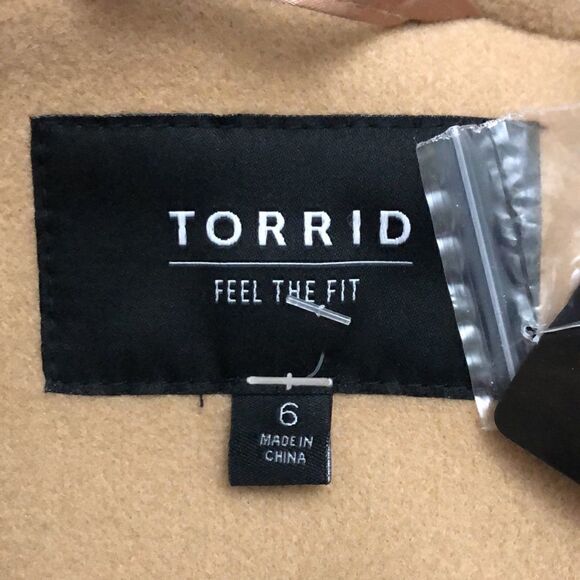 TORRID
FEEL THE FIT
6
MADE IN
CHINA